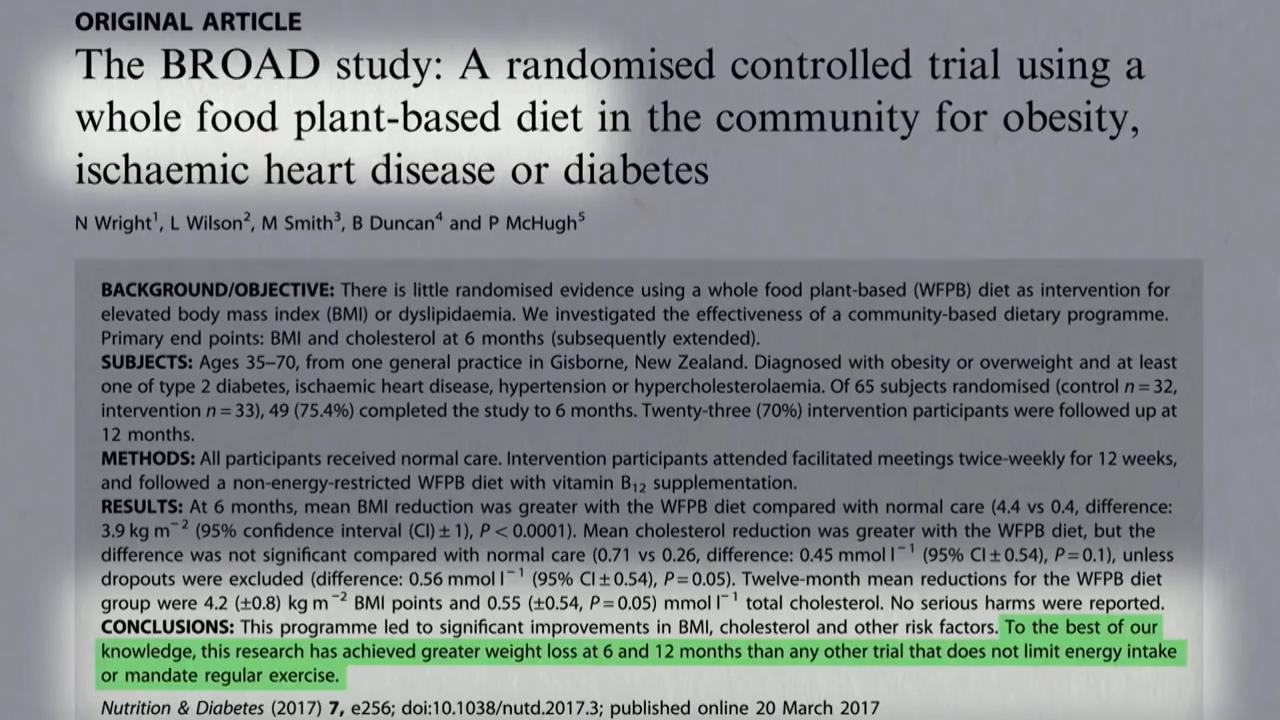 ORIGINAL ARTICLE
The BROAD study: A randomised controlled trial using a
whole food plant-based diet in the community for obesity,
ischaemic heart disease or diabetes
N Wright¹, L Wilson², M Smith³, B Duncan⁴ and P McHugh⁵
BACKGROUND/OBJECTIVE: There is little randomised evidence using a whole food plant-based (WFPB) diet as intervention for
elevated body mass index (BMI) or dyslipidaemia. We investigated the effectiveness of a community-based dietary programme.
Primary end points: BMI and cholesterol at 6 months (subsequently extended).
SUBJECTS: Ages 35–70, from one general practice in Gisborne, New Zealand. Diagnosed with obesity or overweight and at least
one of type 2 diabetes, ischaemic heart disease, hypertension or hypercholesterolaemia. Of 65 subjects randomised (control n = 32,
intervention n = 33), 49 (75.4%) completed the study to 6 months. Twenty-three (70%) intervention participants were followed up at
12 months.
METHODS: All participants received normal care. Intervention participants attended facilitated meetings twice-weekly for 12 weeks,
and followed a non-energy-restricted WFPB diet with vitamin B₁₂ supplementation.
RESULTS: At 6 months, mean BMI reduction was greater with the WFPB diet compared with normal care (4.4 vs 0.4, difference:
3.9 kg m⁻² (95% confidence interval (CI) ± 1), P < 0.0001). Mean cholesterol reduction was greater with the WFPB diet, but the
difference was not significant compared with normal care (0.71 vs 0.26, difference: 0.45 mmol l⁻¹ (95% CI ± 0.54), P = 0.1), unless
dropouts were excluded (difference: 0.56 mmol l⁻¹ (95% CI ± 0.54), P = 0.05). Twelve-month mean reductions for the WFPB diet
group were 4.2 (±0.8) kg m⁻² BMI points and 0.55 (±0.54, P = 0.05) mmol l⁻¹ total cholesterol. No serious harms were reported.
CONCLUSIONS: This programme led to significant improvements in BMI, cholesterol and other risk factors. To the best of our
knowledge, this research has achieved greater weight loss at 6 and 12 months than any other trial that does not limit energy intake
or mandate regular exercise.
Nutrition & Diabetes (2017) 7, e256; doi:10.1038/nutd.2017.3; published online 20 March 2017